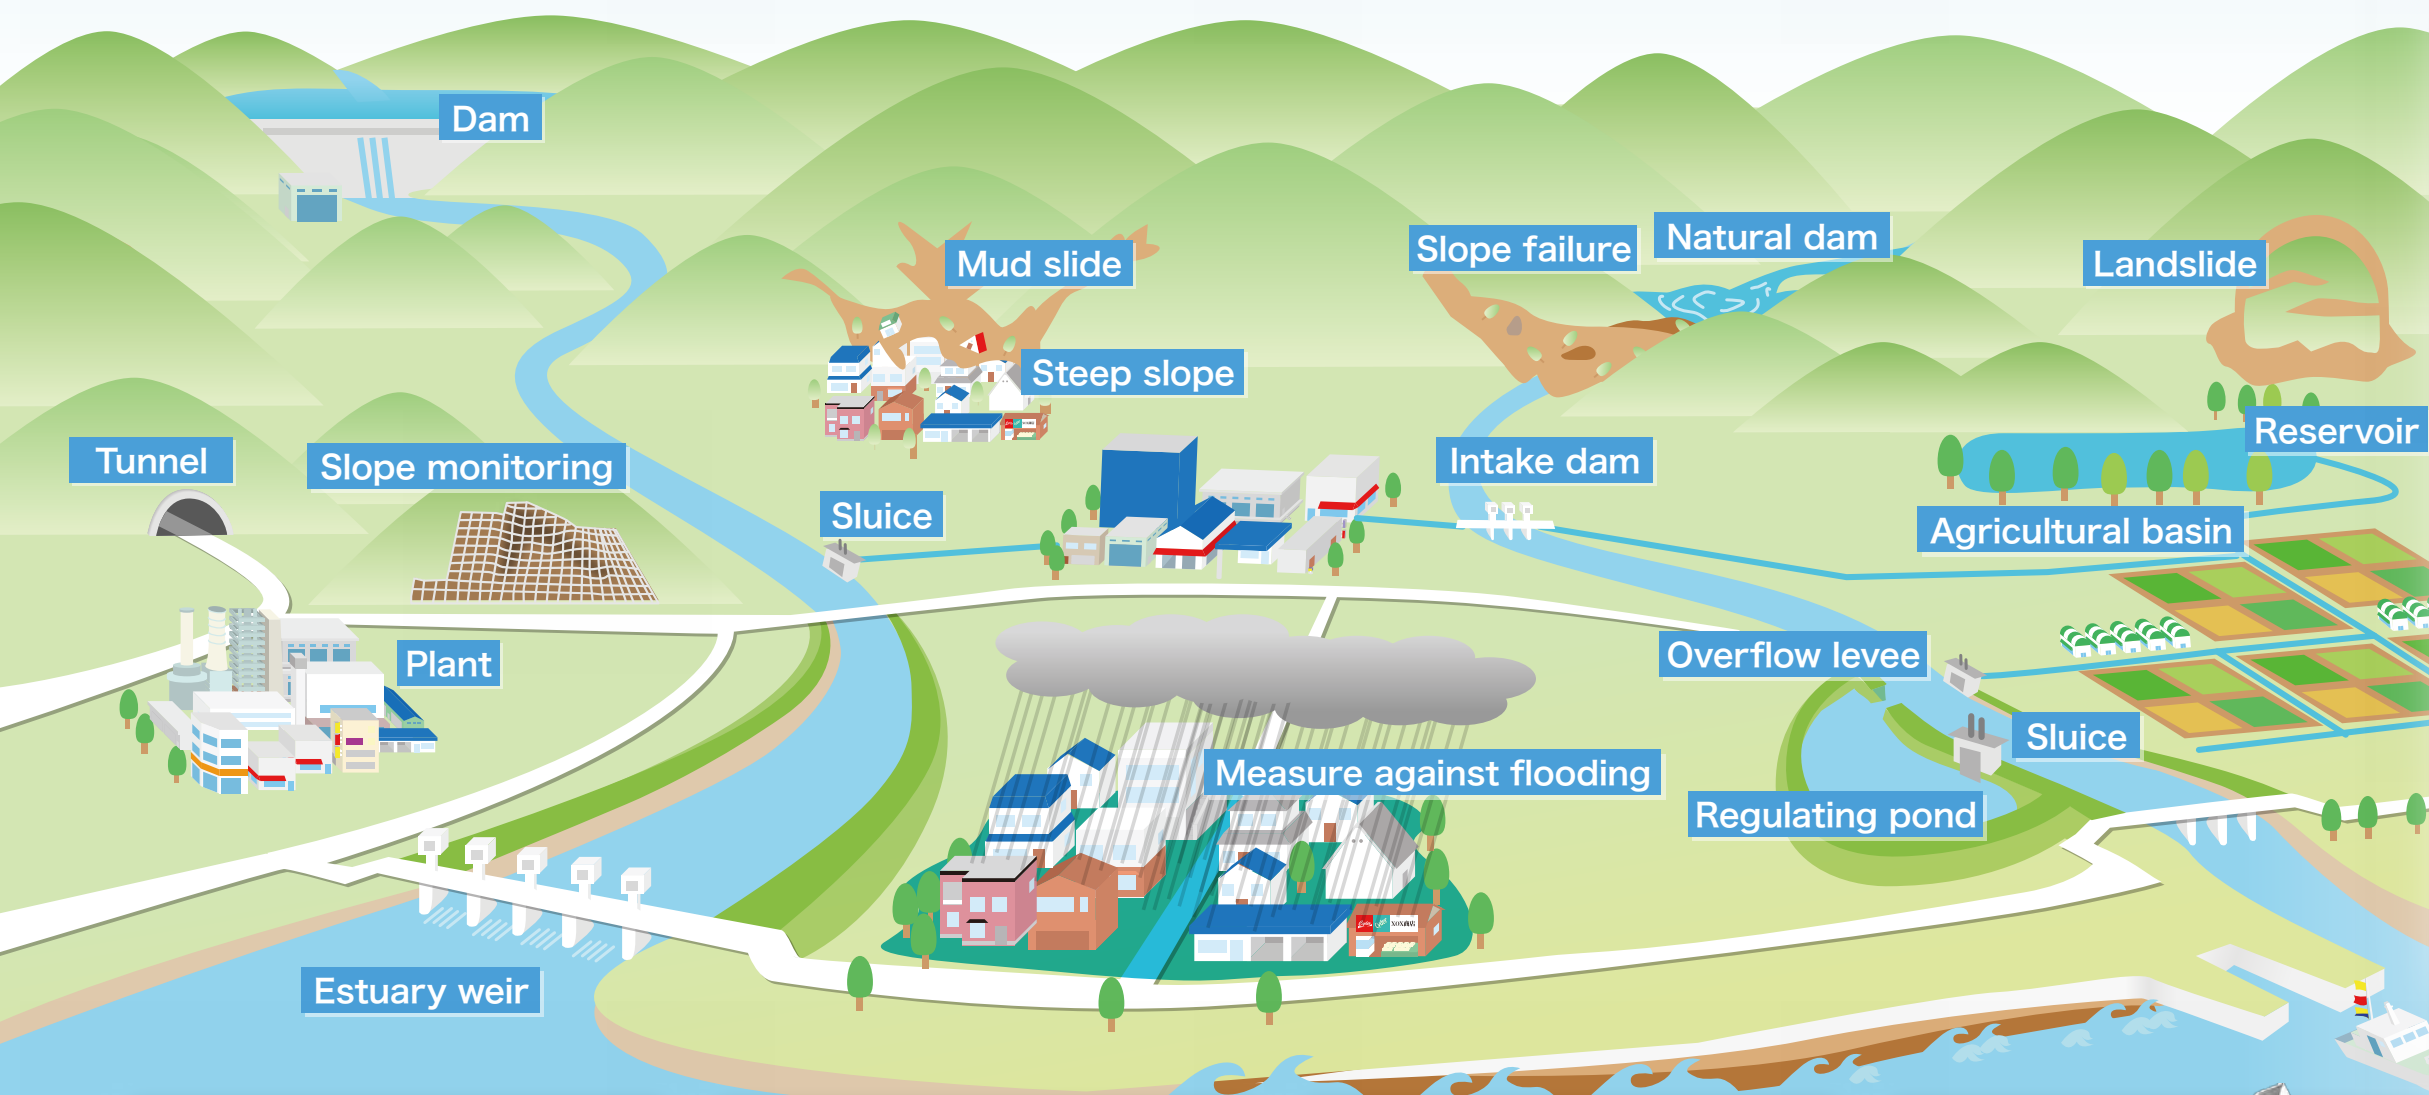 Dam
Mud slide
Slope failure
Natural dam
Landslide
Steep slope
Reservoir
Tunnel
Slope monitoring
Intake dam
Sluice
Agricultural basin
Plant
Overflow levee
Sluice
Measure against flooding
Regulating pond
Estuary weir